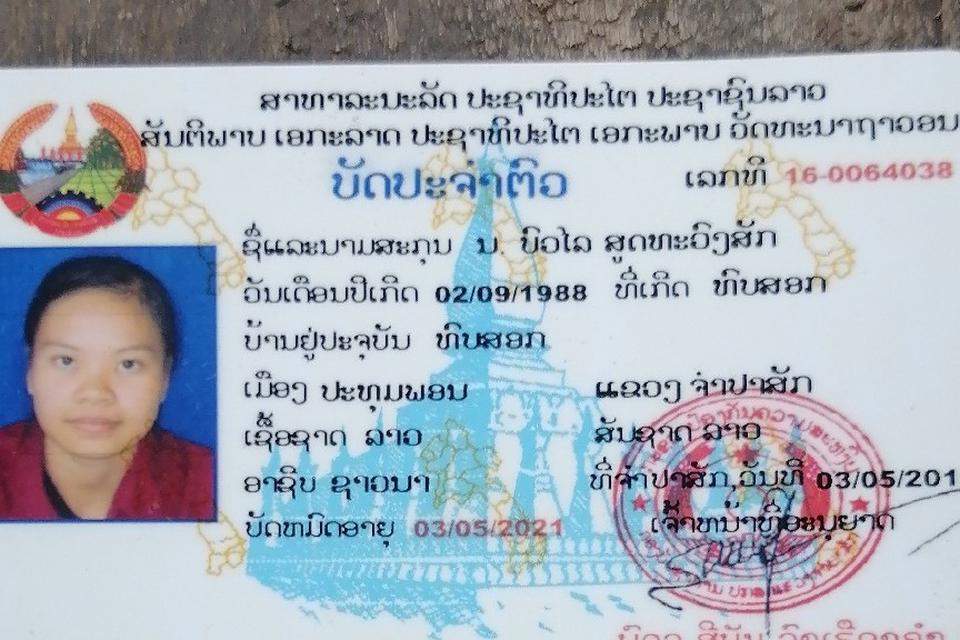 ສາທາລະນະລັດ ປະຊາທິປະໄຕ ປະຊາຊົນລາວ
ສັນຕິພາບ ເອກະລາດ ປະຊາທິປະໄຕ ເອກະພາບ ວັດທະນາຖາວອນ
ບັດປະຈຳຕົວ
ເລກທີ 16-0064038
ຊື່ແລະນາມສະກຸນ ນ. ບົວໄລ ສຸດທະວົງສັກ
ວັນເດືອນປີເກີດ 02/09/1988 ທີ່ເກີດ ທົບສອກ
ບ້ານຢູ່ປະຈຸບັນ ທົບສອກ
ເມືອງ ປະທຸມພອນ ແຂວງ ຈຳປາສັກ
ເຊື້ອຊາດ ລາວ ສັນຊາດ ລາວ
ອາຊີບ ຊາວນາ ທີ່ຈຳປາສັກ,ວັນທີ 03/05/201
ບັດຫມົດອາຍຸ 03/05/2021 ເຈົ້າຫນ້າທີ່ອະນຸຍາດ